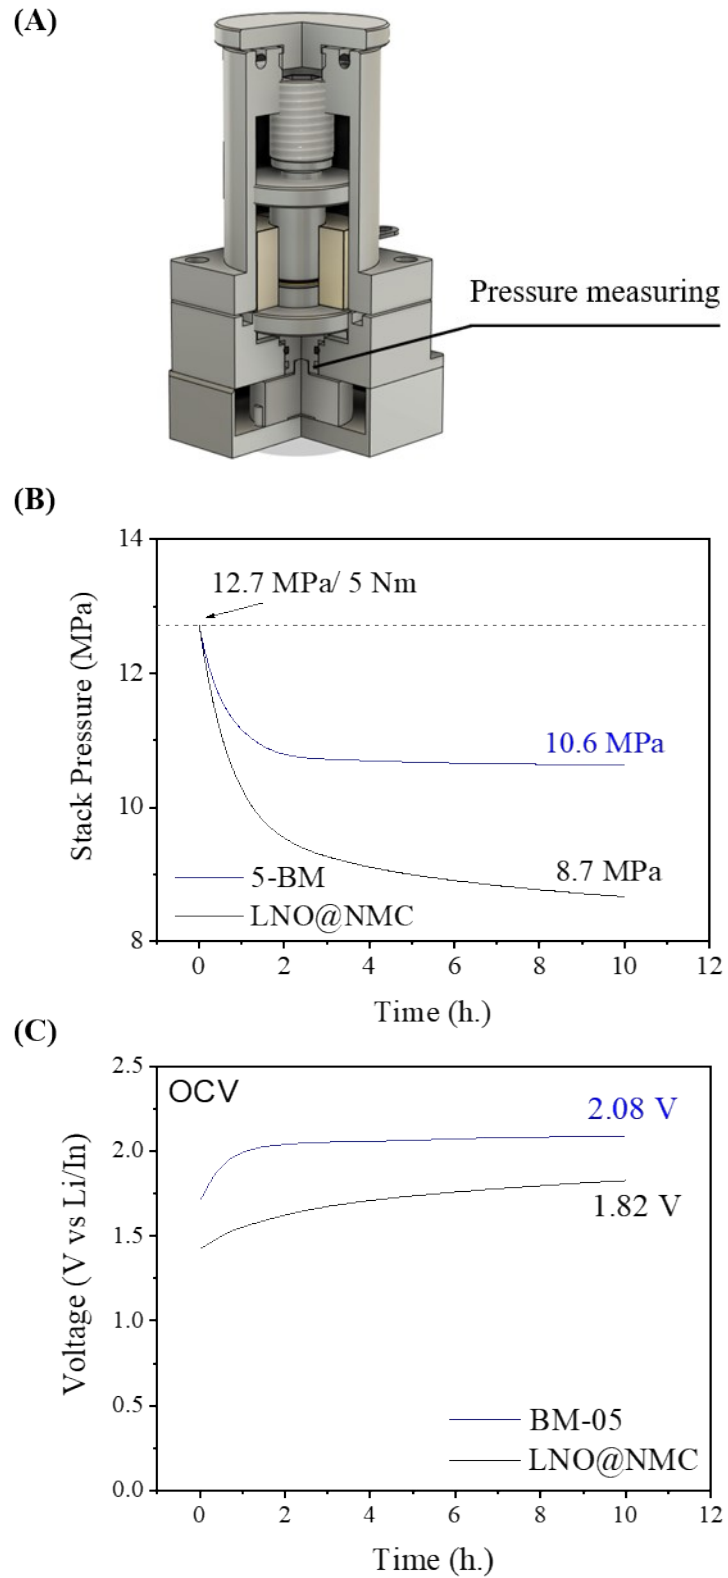 (A)
Pressure measuring
(B)
14
12
10
8
Stack Pressure (MPa)
12.7 MPa/ 5 Nm
10.6 MPa
8.7 MPa
5-BM
LNO@NMC
0 2 4 6 8 10 12
Time (h.)
(C)
2.5
2.0
1.5
1.0
0.5
0.0
Voltage (V vs Li/In)
OCV
2.08 V
1.82 V
BM-05
LNO@NMC
0 2 4 6 8 10 12
Time (h.)